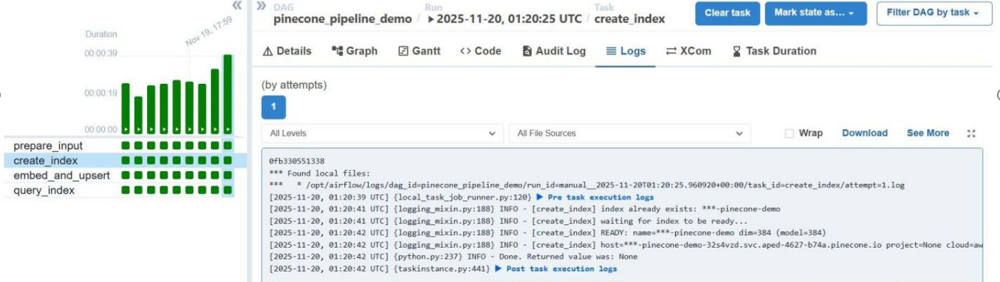 Duration
Nov 19, 17:59
00:00:39
00:00:19
00:00:00
prepare_input
create_index
embed_and_upsert
query_index
DAG Run Task
pinecone_pipeline_demo / 2025-11-20, 01:20:25 UTC / create_index
Clear task Mark state as... Filter DAG by task
Details Graph Gantt <> Code Audit Log Logs XCom Task Duration
(by attempts)
1
All Levels All File Sources Wrap Download See More
0fb330551338
*** Found local files:
***   * /opt/airflow/logs/dag_id=pinecone_pipeline_demo/run_id=manual__2025-11-20T01:20:25.960920+00:00/task_id=create_index/attempt=1.log
[2025-11-20, 01:20:39 UTC] {local_task_job_runner.py:120} ▶ Pre task execution logs
[2025-11-20, 01:20:41 UTC] {logging_mixin.py:188} INFO - [create_index] index already exists: ***-pinecone-demo
[2025-11-20, 01:20:41 UTC] {logging_mixin.py:188} INFO - [create_index] waiting for index to be ready...
[2025-11-20, 01:20:42 UTC] {logging_mixin.py:188} INFO - [create_index] READY: name=***-pinecone-demo dim=384 (model=384)
[2025-11-20, 01:20:42 UTC] {logging_mixin.py:188} INFO - [create_index] host=***-pinecone-demo-32s4vzd.svc.aped-4627-b74a.pinecone.io project=None cloud=aw
[2025-11-20, 01:20:42 UTC] {python.py:237} INFO - Done. Returned value was: None
[2025-11-20, 01:20:42 UTC] {taskinstance.py:441} ▶ Post task execution logs